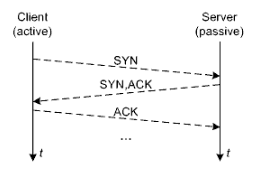 Client
(active)
Server
(passive)
SYN
SYN,ACK
ACK
...
t
t